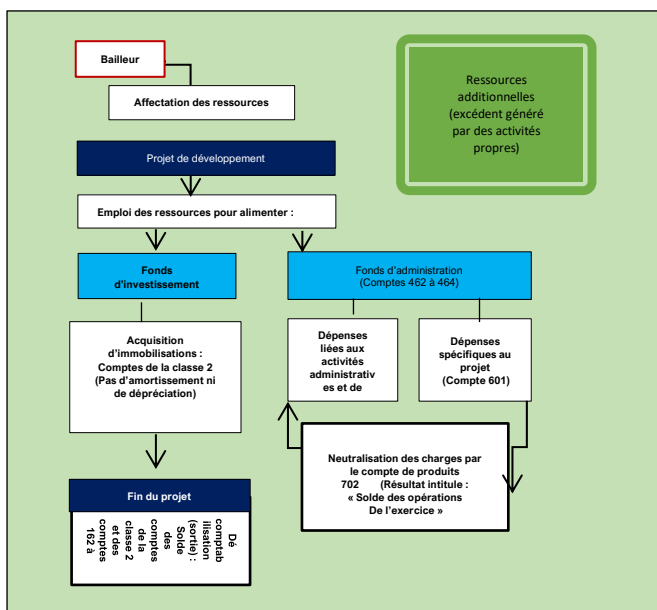 Bailleur
Affectation des ressources
Ressources
additionnelles
(excédent généré
par des activités
propres)
Projet de développement
Emploi des ressources pour alimenter :
Fonds
d'investissement
Fonds d'administration
(Comptes 462 à 464)
Acquisition
d'immobilisations :
Comptes de la classe 2
(Pas d'amortissement ni
de dépréciation)
Dépenses
liées aux
activités
administrativ
es et de
Dépenses
spécifiques au
projet
(Compte 601)
Neutralisation des charges par
le compte de produits
702 (Résultat intitule :
« Solde des opérations
De l'exercice »
Fin du projet
Dé
comptab
ilisation
(sortie) :
Solde
des
comptes
de la
classe 2
et des
comptes
162 à